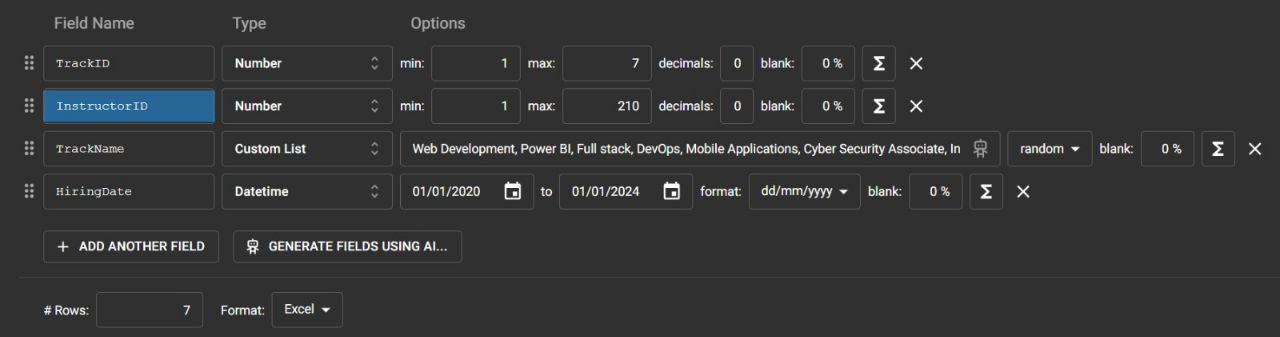 Field Name Type Options
TrackID Number min: 1 max: 7 decimals: 0 blank: 0 % Σ
InstructorID Number min: 1 max: 210 decimals: 0 blank: 0 % Σ
TrackName Custom List Web Development, Power BI, Full stack, DevOps, Mobile Applications, Cyber Security Associate, In random blank: 0 % Σ
HiringDate Datetime 01/01/2020 to 01/01/2024 format: dd/mm/yyyy blank: 0 % Σ
+ ADD ANOTHER FIELD GENERATE FIELDS USING AI...
# Rows: 7 Format: Excel